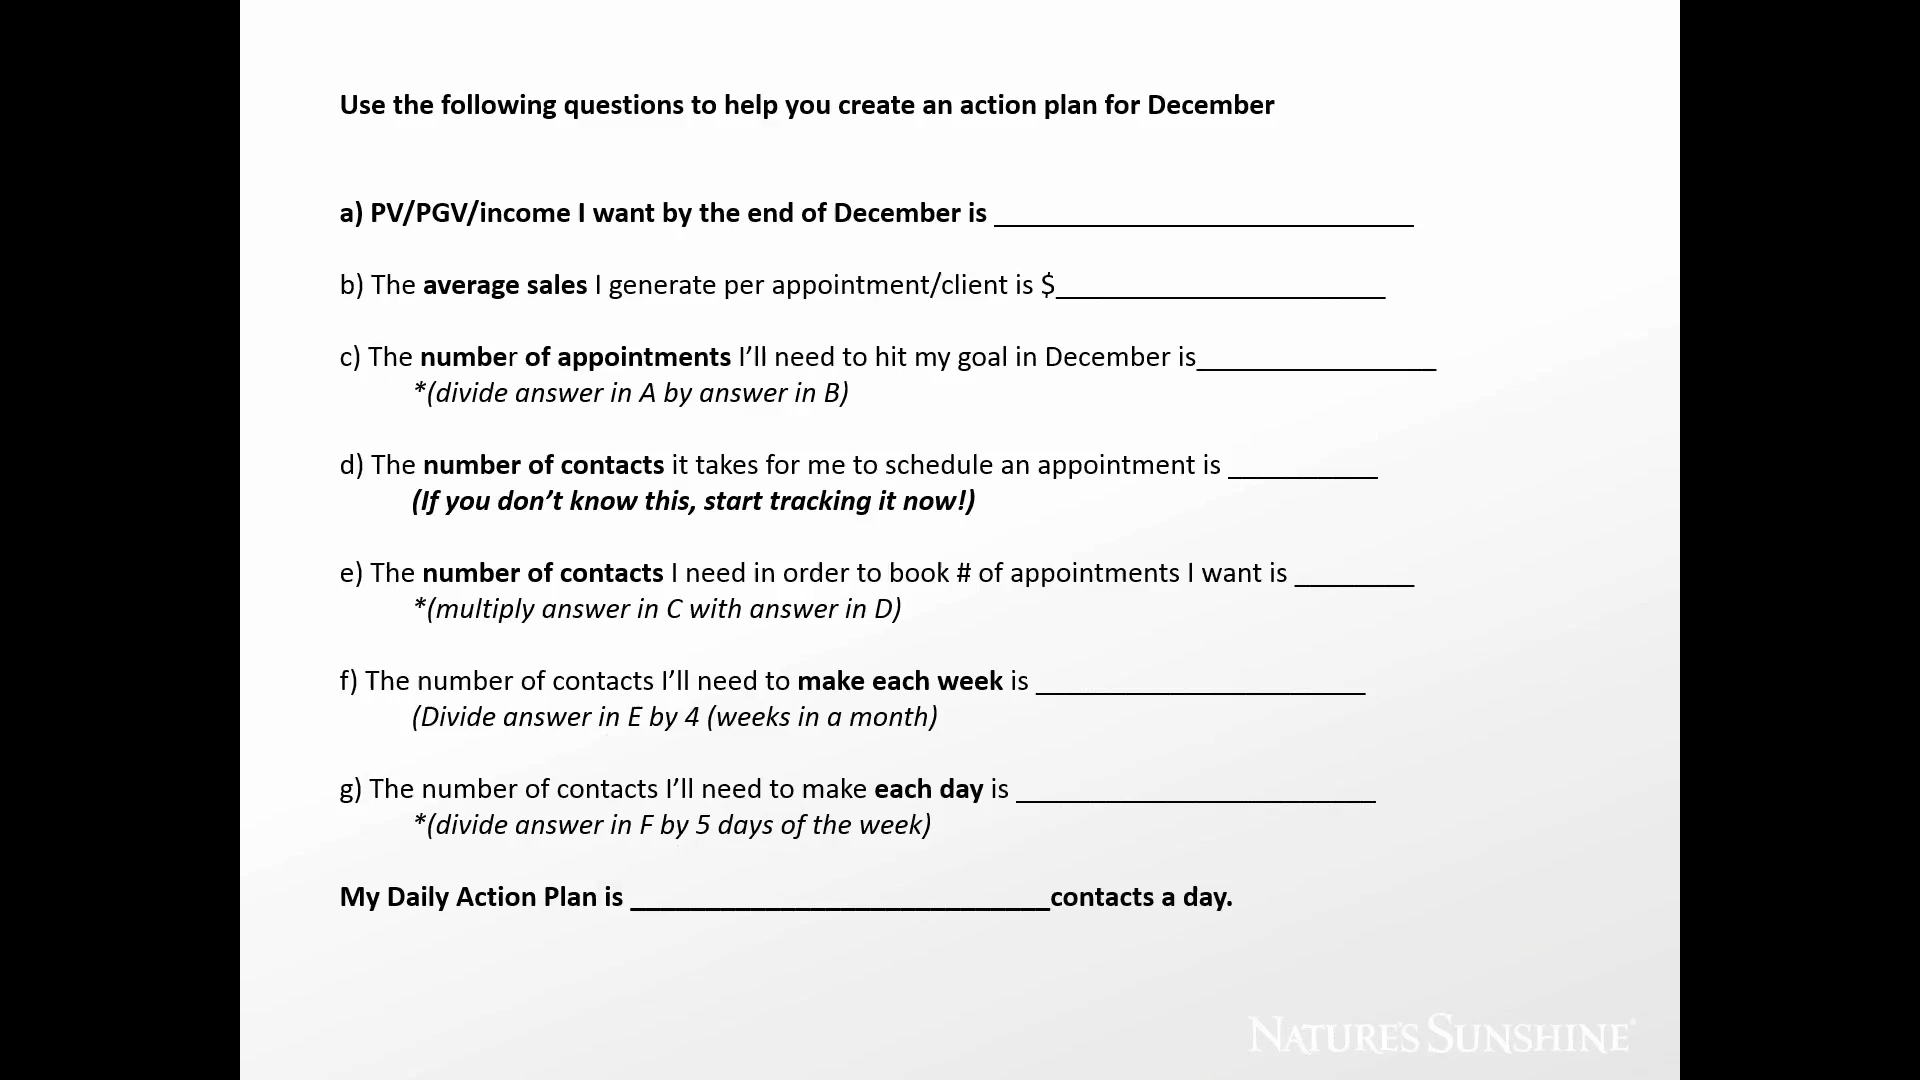 Use the following questions to help you create an action plan for December
a) PV/PGV/income I want by the end of December is ____________________________
b) The average sales I generate per appointment/client is $______________________
c) The number of appointments I’ll need to hit my goal in December is________________
*(divide answer in A by answer in B)
d) The number of contacts it takes for me to schedule an appointment is __________
(If you don’t know this, start tracking it now!)
e) The number of contacts I need in order to book # of appointments I want is ________
*(multiply answer in C with answer in D)
f) The number of contacts I’ll need to make each week is ______________________
(Divide answer in E by 4 (weeks in a month)
g) The number of contacts I’ll need to make each day is ________________________
*(divide answer in F by 5 days of the week)
My Daily Action Plan is ____________________________contacts a day.
NATURE'S SUNSHINE®